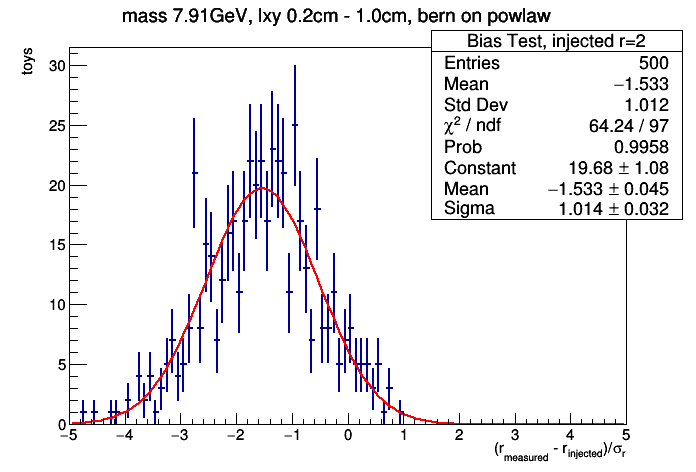 mass 7.91GeV, lxy 0.2cm - 1.0cm, bern on powlaw
Bias Test, injected r=2
Entries 500
Mean −1.533
Std Dev 1.012
χ² / ndf 64.24 / 97
Prob 0.9958
Constant 19.68 ± 1.08
Mean −1.533 ± 0.045
Sigma 1.014 ± 0.032
toys
30
25
20
15
10
5
0
−5 −4 −3 −2 −1 0 1 2 3 4 5
(r_measured - r_injected)/σ_r